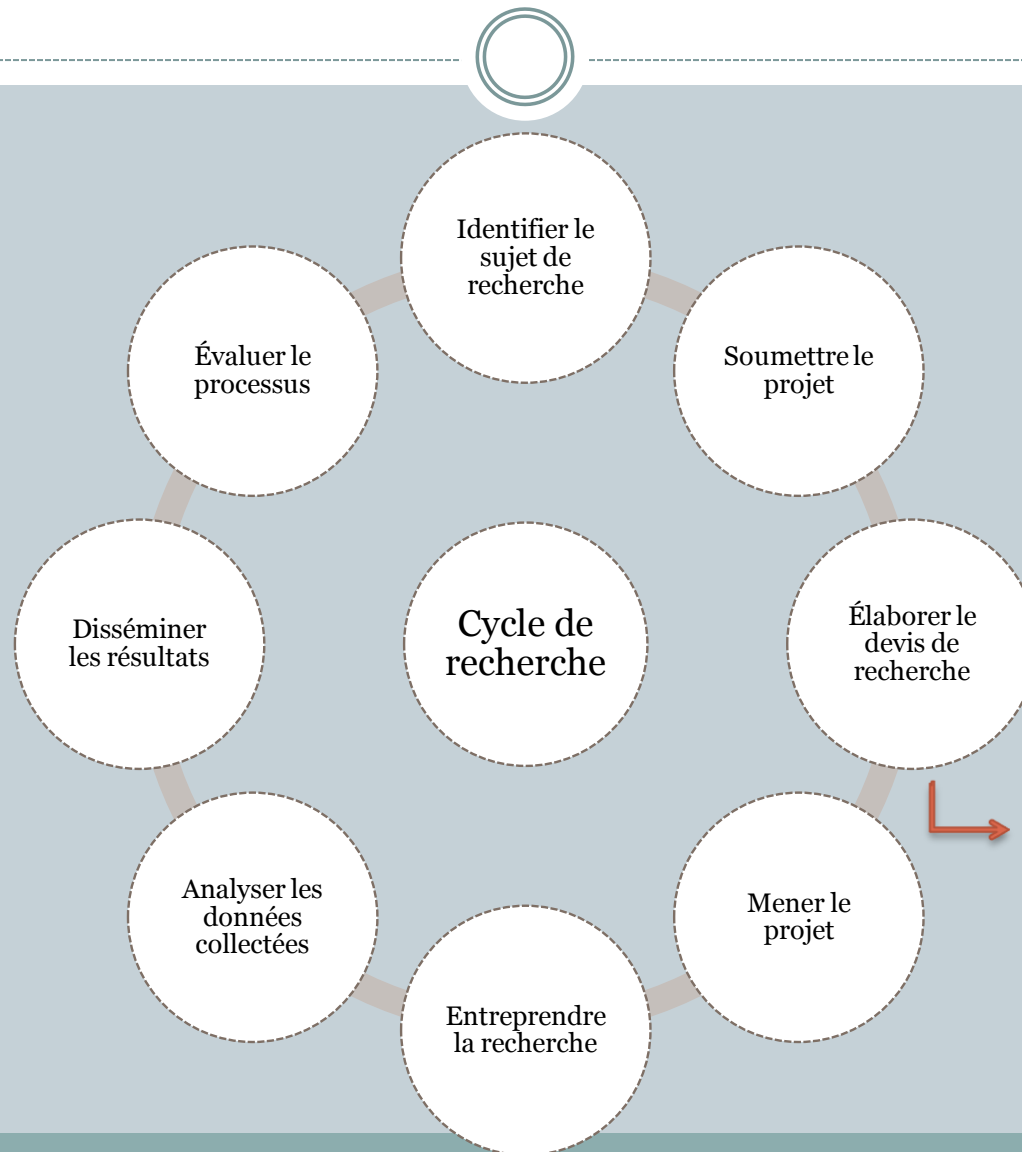 Identifier le
sujet de
recherche
Soumettre le
projet
Élaborer le
devis de
recherche
Mener le
projet
Entreprendre
la recherche
Analyser les
données
collectées
Disséminer
les résultats
Évaluer le
processus
Cycle de
recherche